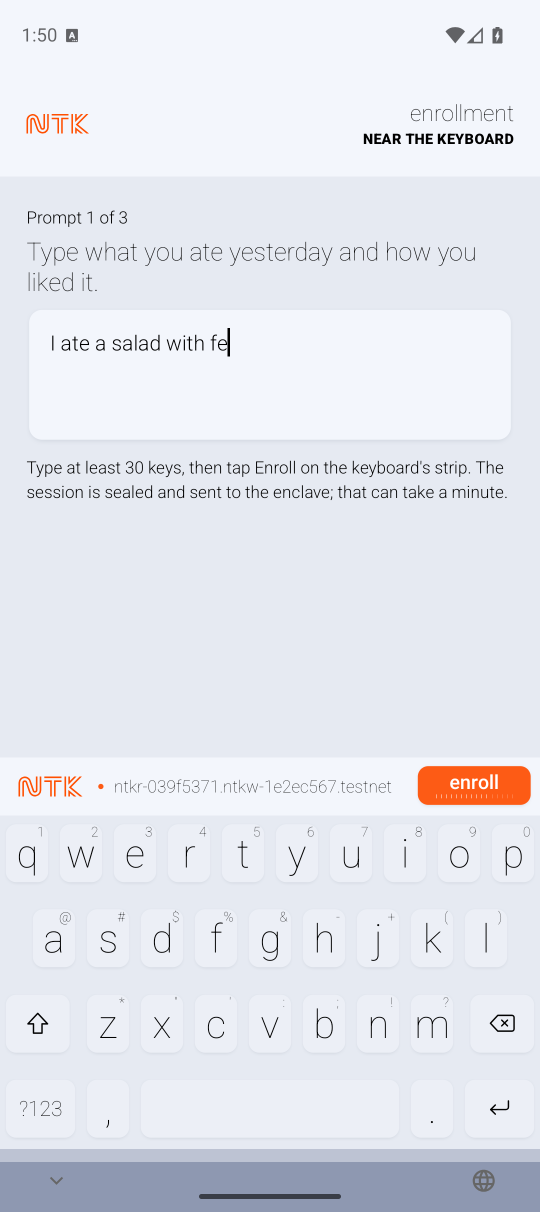 1:50
NTK
enrollment
NEAR THE KEYBOARD
Prompt 1 of 3
Type what you ate yesterday and how you
liked it.
I ate a salad with fe
Type at least 30 keys, then tap Enroll on the keyboard's strip. The
session is sealed and sent to the enclave; that can take a minute.
NTK • ntkr-039f5371.ntkw-1e2ec567.testnet enroll
1 2 3 4 5 6 7 8 9 0
q w e r t y u i o p
@ # $ % & - + ( )
a s d f g h j k l
* " ' : ; ! ?
z x c v b n m
?123 , .